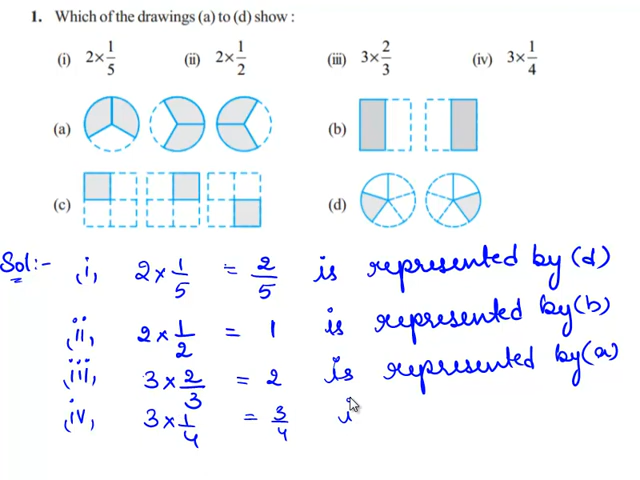 1. Which of the drawings (a) to (d) show :
(i) 2×1/5 (ii) 2×1/2 (iii) 3×2/3 (iv) 3×1/4
(a) (b)
(c) (d)
Sol:- (i) 2×1/5 = 2/5 is represented by (d)
(ii) 2×1/2 = 1 is represented by (b)
(iii) 3×2/3 = 2 is represented by (a)
(iv) 3×1/4 = 3/4 i